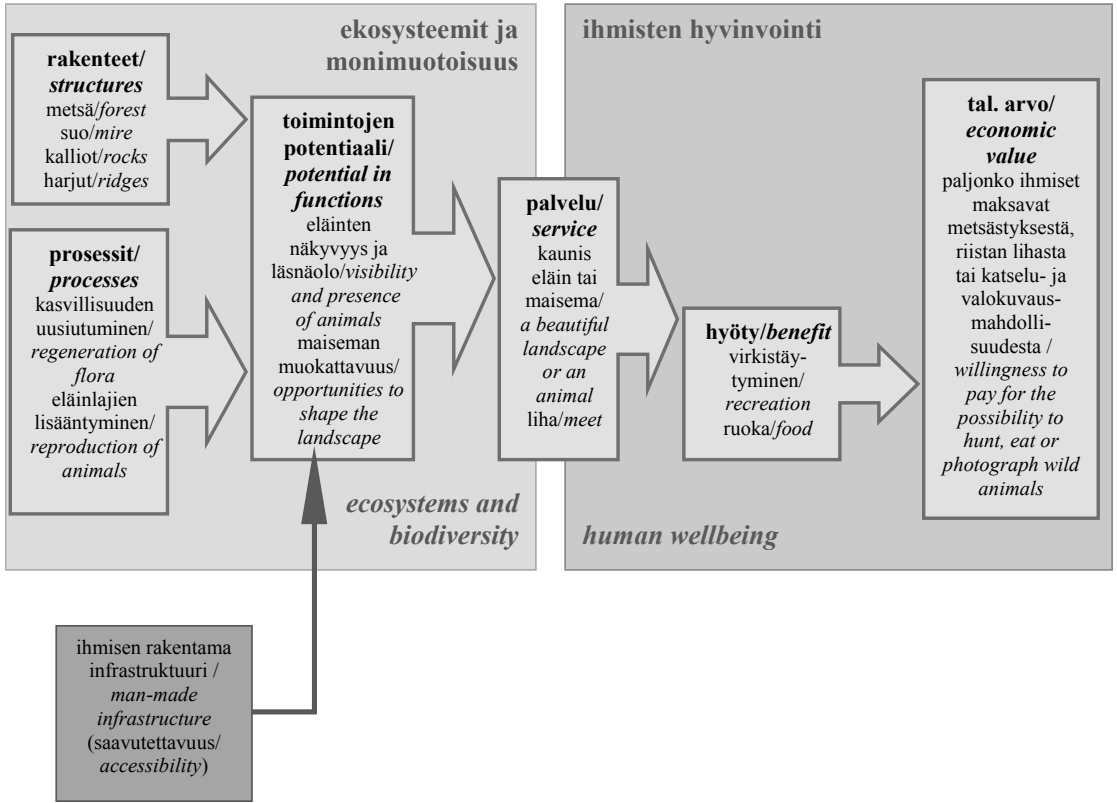 ekosysteemit ja
monimuotoisuus
rakenteet/
structures
metsä/forest
suo/mire
kalliot/rocks
harjut/ridges
prosessit/
processes
kasvillisuuden
uusiutuminen/
regeneration of
flora
eläinlajien
lisääntyminen/
reproduction of
animals
toimintojen
potentiaali/
potential in
functions
eläinten
näkyvyys ja
läsnäolo/visibility
and presence
of animals
maiseman
muokattavuus/
opportunities to
shape the
landscape
ecosystems and
biodiversity
palvelu/
service
kaunis
eläin tai
maisema/
a beautiful
landscape
or an
animal
liha/meet
ihmisten hyvinvointi
hyöty/benefit
virkistäy-
tyminen/
recreation
ruoka/food
tal. arvo/
economic
value
paljonko ihmiset
maksavat
metsästyksestä,
riistan lihasta
tai katselu- ja
valokuvaus-
mahdolli-
suudesta /
willingness to
pay for the
possibility to
hunt, eat or
photograph wild
animals
human wellbeing
ihmisen rakentama
infrastruktuuri /
man-made
infrastructure
(saavutettavuus/
accessibility)